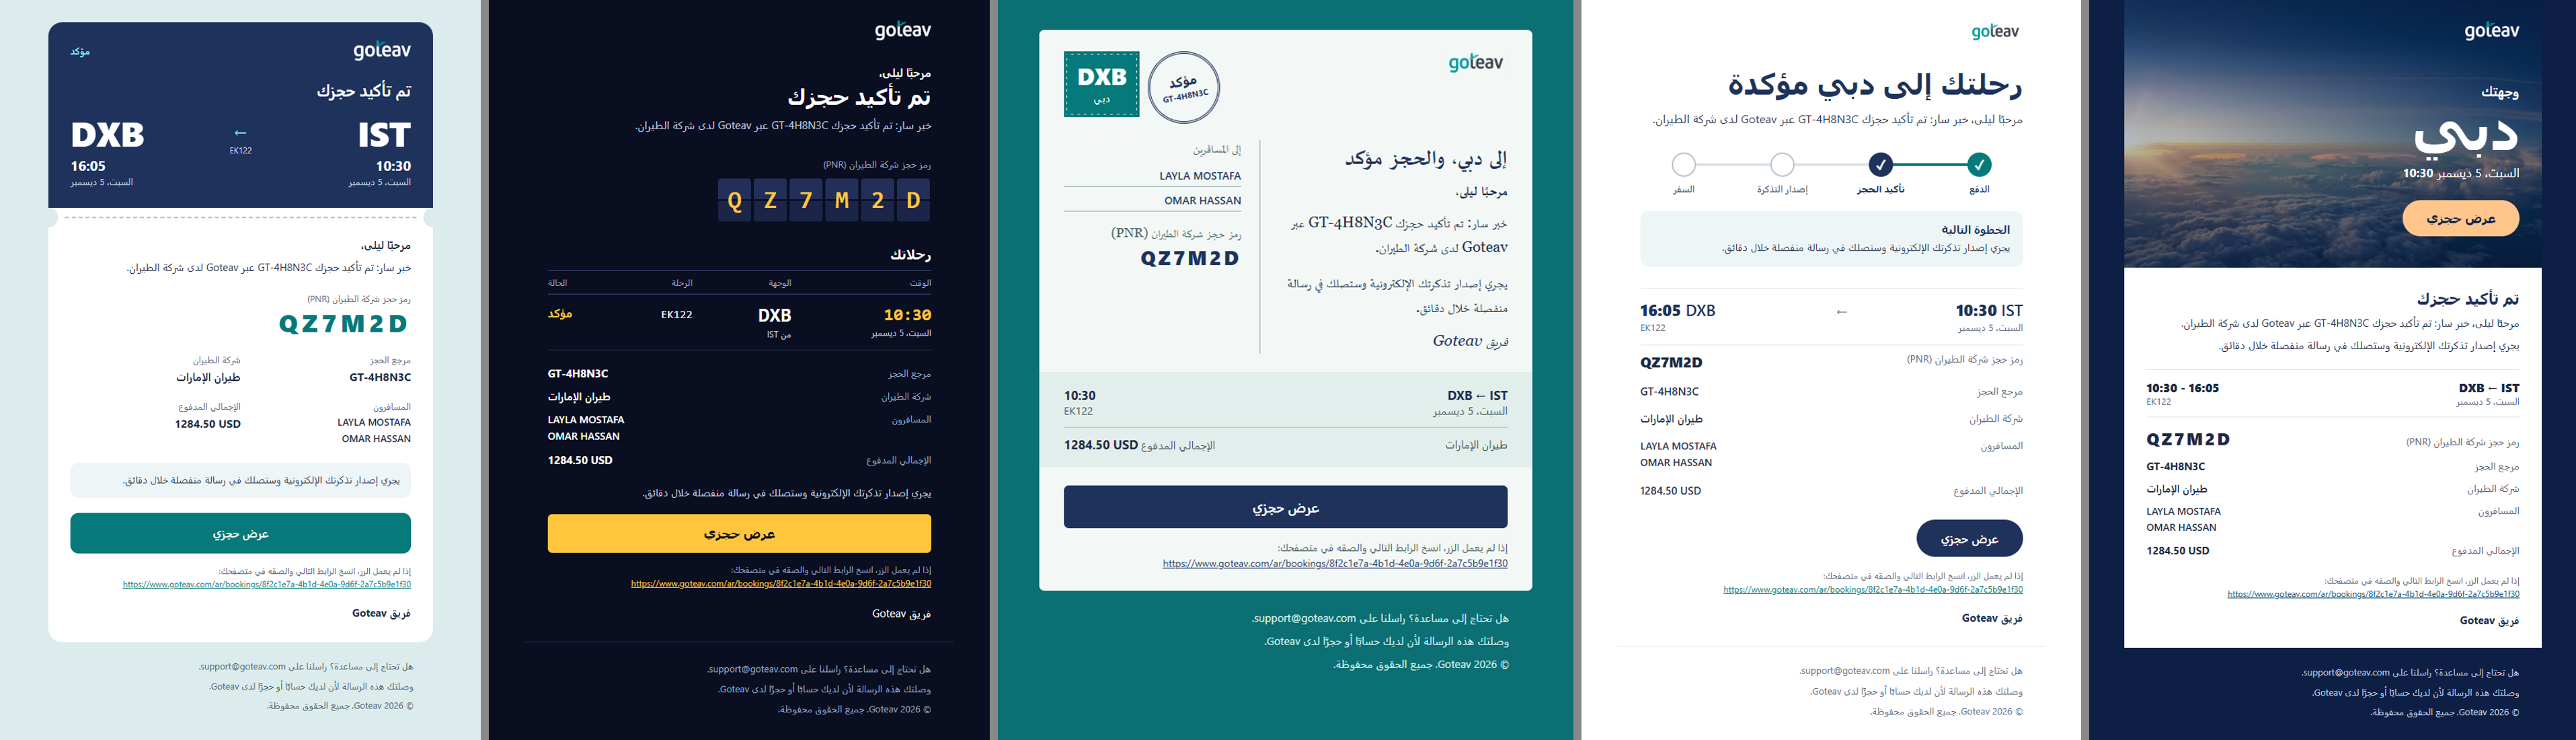 goteav
مؤكد
تم تأكيد حجزك
IST ← DXB
EK122
10:30 16:05
السبت، 5 ديسمبر السبت، 5 ديسمبر
مرحبًا ليلى،
خبر سار: تم تأكيد حجزك GT-4H8N3C عبر Goteav لدى شركة الطيران.
رمز حجز شركة الطيران (PNR)
QZ7M2D
مرجع الحجز شركة الطيران
GT-4H8N3C طيران الإمارات
المسافرون الإجمالي المدفوع
LAYLA MOSTAFA 1284.50 USD
OMAR HASSAN
يجري إصدار تذكرتك الإلكترونية وستصلك في رسالة منفصلة خلال دقائق.
عرض حجزي
إذا لم يعمل الزر، انسخ الرابط التالي والصقه في متصفحك:
https://www.goteav.com/ar/bookings/8f2c1e7a-4b1d-4e0a-9d6f-2a7c5b9e1f30
فريق Goteav
هل تحتاج إلى مساعدة؟ راسلنا على support@goteav.com.
وصلتك هذه الرسالة لأن لديك حسابًا أو حجزًا لدى Goteav.
© 2026 Goteav. جميع الحقوق محفوظة.
goteav
مرحبًا ليلى،
تم تأكيد حجزك
خبر سار: تم تأكيد حجزك GT-4H8N3C عبر Goteav لدى شركة الطيران.
رمز حجز شركة الطيران (PNR)
Q Z 7 M 2 D
رحلاتك
الوقت الوجهة الرحلة الحالة
10:30 DXB EK122 مؤكد
السبت، 5 ديسمبر من IST
مرجع الحجز GT-4H8N3C
شركة الطيران طيران الإمارات
المسافرون LAYLA MOSTAFA
OMAR HASSAN
الإجمالي المدفوع 1284.50 USD
يجري إصدار تذكرتك الإلكترونية وستصلك في رسالة منفصلة خلال دقائق.
عرض حجزي
إذا لم يعمل الزر، انسخ الرابط التالي والصقه في متصفحك:
https://www.goteav.com/ar/bookings/8f2c1e7a-4b1d-4e0a-9d6f-2a7c5b9e1f30
فريق Goteav
هل تحتاج إلى مساعدة؟ راسلنا على support@goteav.com.
وصلتك هذه الرسالة لأن لديك حسابًا أو حجزًا لدى Goteav.
© 2026 Goteav. جميع الحقوق محفوظة.
goteav
مؤكد
GT-4H8N3C
DXB
دبي
إلى دبي، والحجز مؤكد
مرحبًا ليلى،
خبر سار: تم تأكيد حجزك GT-4H8N3C عبر
Goteav لدى شركة الطيران.
يجري إصدار تذكرتك الإلكترونية وستصلك في رسالة
منفصلة خلال دقائق.
فريق Goteav
إلى المسافرين
LAYLA MOSTAFA
OMAR HASSAN
رمز حجز شركة الطيران (PNR)
QZ7M2D
IST ← DXB 10:30
السبت، 5 ديسمبر EK122
طيران الإمارات الإجمالي المدفوع 1284.50 USD
عرض حجزي
إذا لم يعمل الزر، انسخ الرابط التالي والصقه في متصفحك:
https://www.goteav.com/ar/bookings/8f2c1e7a-4b1d-4e0a-9d6f-2a7c5b9e1f30
هل تحتاج إلى مساعدة؟ راسلنا على support@goteav.com.
وصلتك هذه الرسالة لأن لديك حسابًا أو حجزًا لدى Goteav.
© 2026 Goteav. جميع الحقوق محفوظة.
goteav
رحلتك إلى دبي مؤكدة
مرحبًا ليلى، خبر سار: تم تأكيد حجزك GT-4H8N3C عبر Goteav لدى شركة الطيران.
الدفع تأكيد الحجز إصدار التذكرة السفر
الخطوة التالية
يجري إصدار تذكرتك الإلكترونية وستصلك في رسالة منفصلة خلال دقائق.
10:30 IST ← 16:05 DXB
السبت، 5 ديسمبر EK122
رمز حجز شركة الطيران (PNR) QZ7M2D
مرجع الحجز GT-4H8N3C
شركة الطيران طيران الإمارات
المسافرون LAYLA MOSTAFA
OMAR HASSAN
الإجمالي المدفوع 1284.50 USD
عرض حجزي
إذا لم يعمل الزر، انسخ الرابط التالي والصقه في متصفحك:
https://www.goteav.com/ar/bookings/8f2c1e7a-4b1d-4e0a-9d6f-2a7c5b9e1f30
فريق Goteav
هل تحتاج إلى مساعدة؟ راسلنا على support@goteav.com.
وصلتك هذه الرسالة لأن لديك حسابًا أو حجزًا لدى Goteav.
© 2026 Goteav. جميع الحقوق محفوظة.
goteav
وجهتك
دبي
السبت، 5 ديسمبر 10:30
عرض حجزي
تم تأكيد حجزك
مرحبًا ليلى، خبر سار: تم تأكيد حجزك GT-4H8N3C عبر Goteav لدى شركة الطيران.
يجري إصدار تذكرتك الإلكترونية وستصلك في رسالة منفصلة خلال دقائق.
IST ← DXB 10:30 - 16:05
السبت، 5 ديسمبر EK122
رمز حجز شركة الطيران (PNR) QZ7M2D
مرجع الحجز GT-4H8N3C
شركة الطيران طيران الإمارات
المسافرون LAYLA MOSTAFA
OMAR HASSAN
الإجمالي المدفوع 1284.50 USD
إذا لم يعمل الزر، انسخ الرابط التالي والصقه في متصفحك:
https://www.goteav.com/ar/bookings/8f2c1e7a-4b1d-4e0a-9d6f-2a7c5b9e1f30
فريق Goteav
هل تحتاج إلى مساعدة؟ راسلنا على support@goteav.com.
وصلتك هذه الرسالة لأن لديك حسابًا أو حجزًا لدى Goteav.
© 2026 Goteav. جميع الحقوق محفوظة.